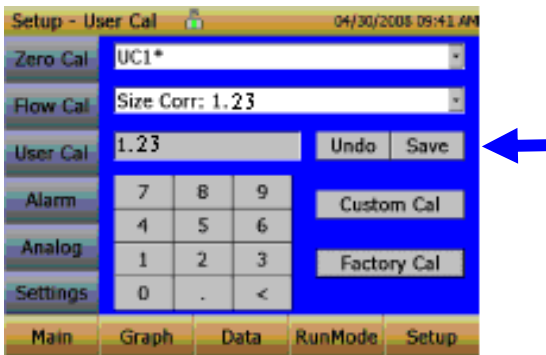 Setup - User Cal 04/30/2008 09:41 AM
Zero Cal UC1*
Flow Cal Size Corr: 1.23
User Cal 1.23 Undo Save
Alarm 7 8 9 Custom Cal
4 5 6
Analog 1 2 3 Factory Cal
Settings 0 . <
Main Graph Data RunMode Setup